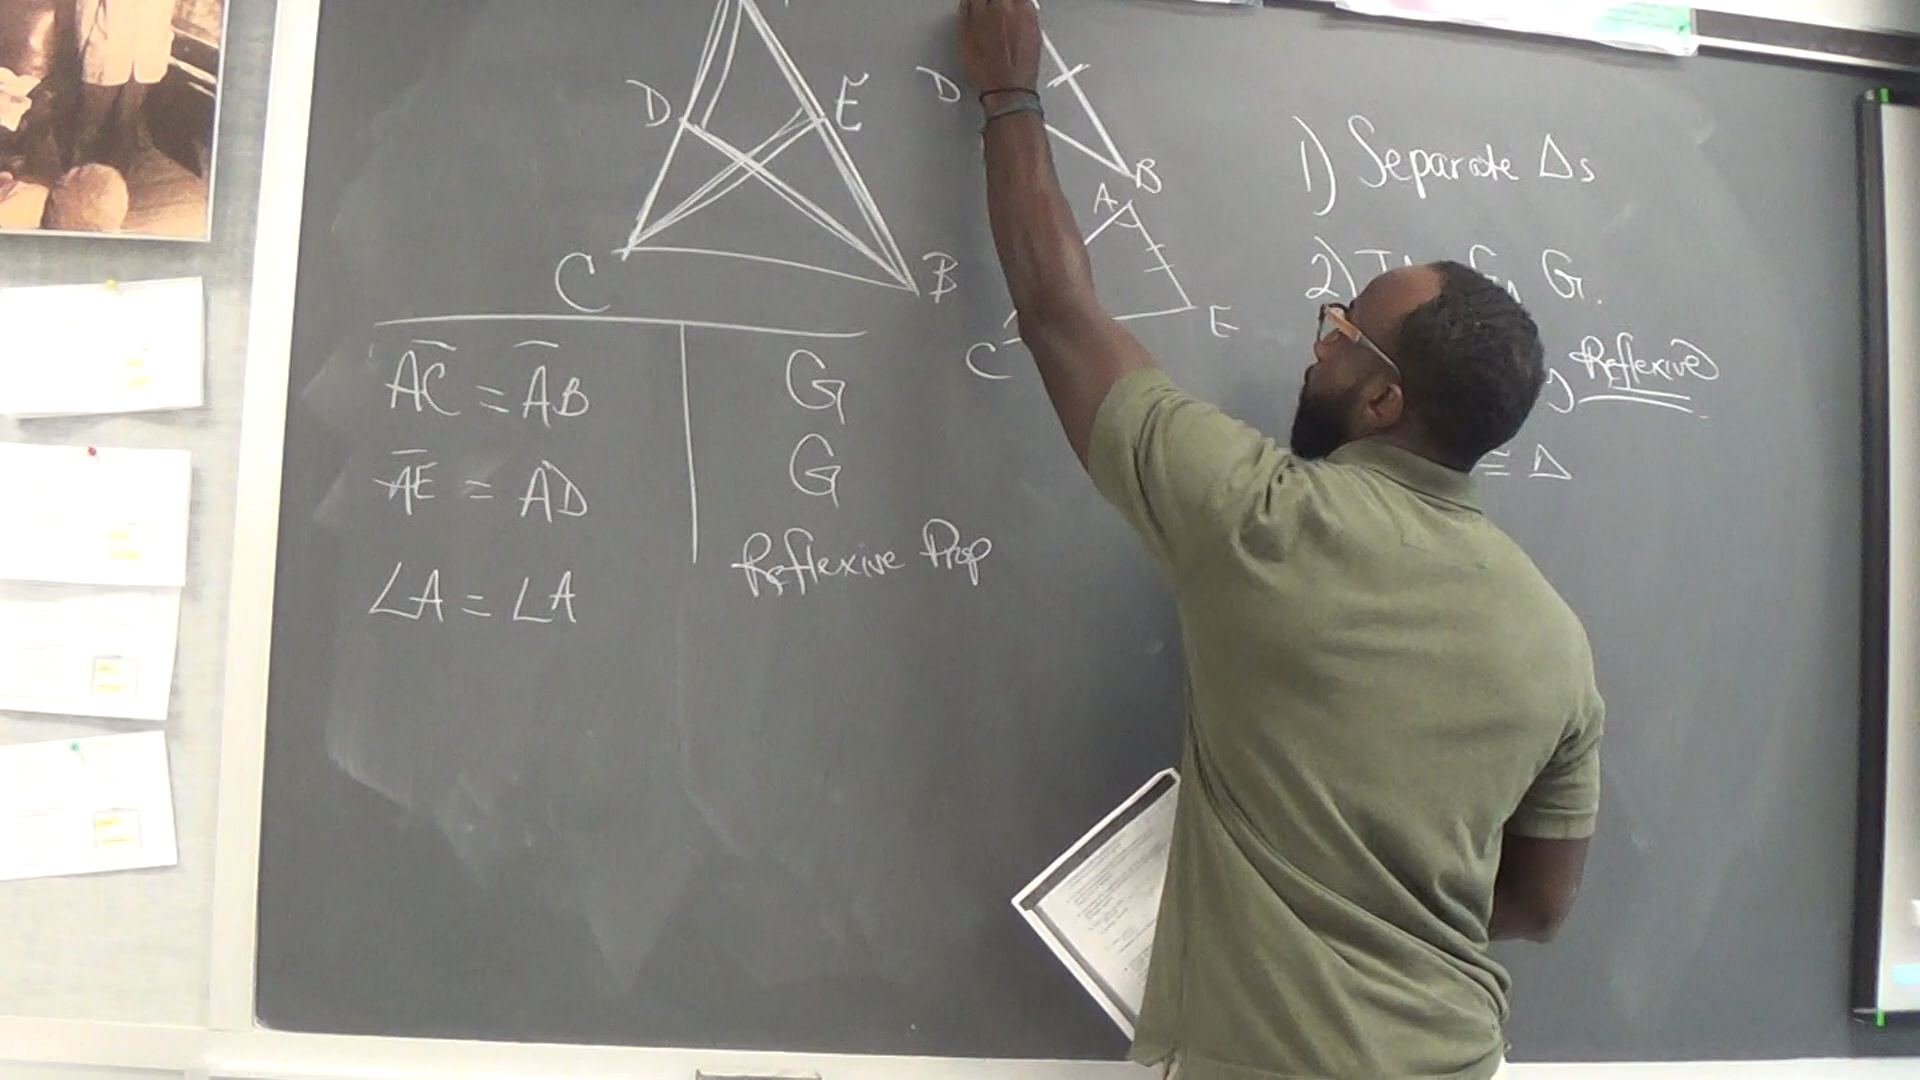 D E
C B
D
B
A
C E
1) Separate Δs
2) G.
Reflexive
≅ Δ
AC = AB G
AE = AD G
∠A = ∠A Reflexive Prop